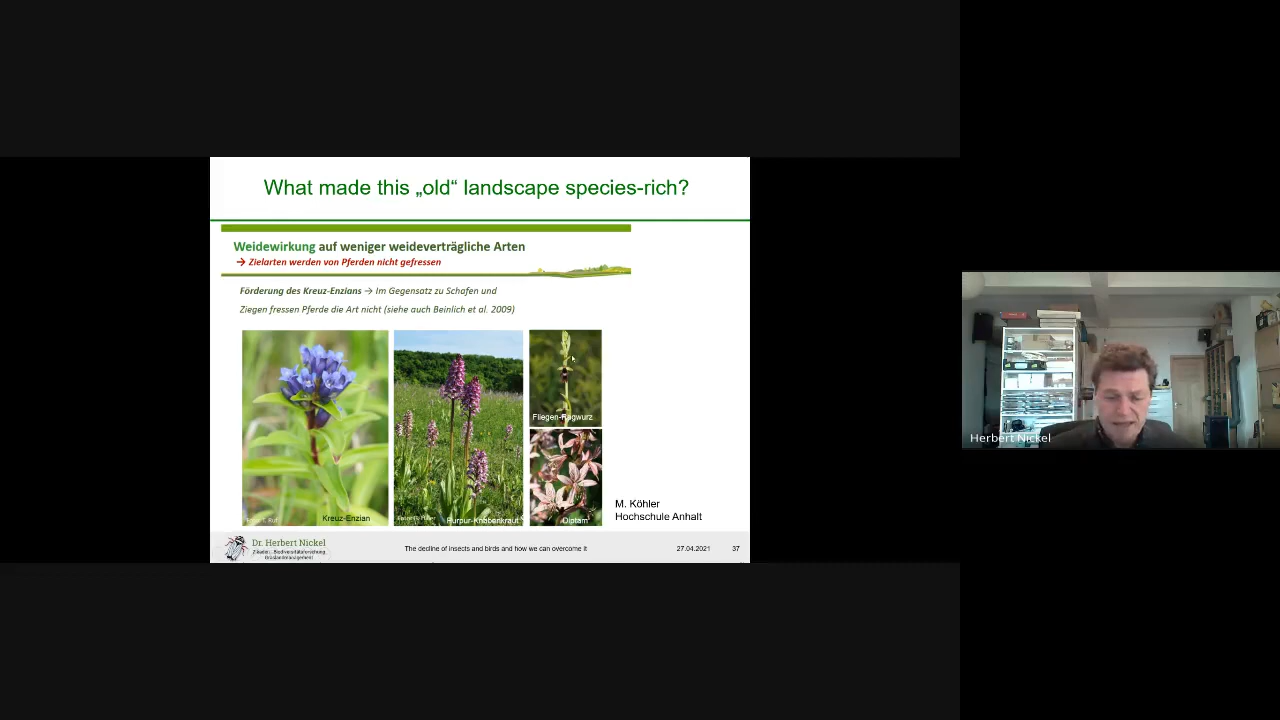 What made this „old“ landscape species-rich?
Weidewirkung auf weniger weideverträgliche Arten
→ Zielarten werden von Pferden nicht gefressen
Förderung des Kreuz-Enzians → Im Gegensatz zu Schafen und
Ziegen fressen Pferde die Art nicht (siehe auch Beinlich et al. 2009)
Fliegen-Ragwurz
Kreuz-Enzian
Purpur-Knabenkraut
Diptam
M. Köhler
Hochschule Anhalt
Dr. Herbert Nickel
Zikaden - Biodiversitätsforschung,
Graslandmanagement
The decline of insects and birds and how we can overcome it
27.04.2021
37
Herbert Nickel